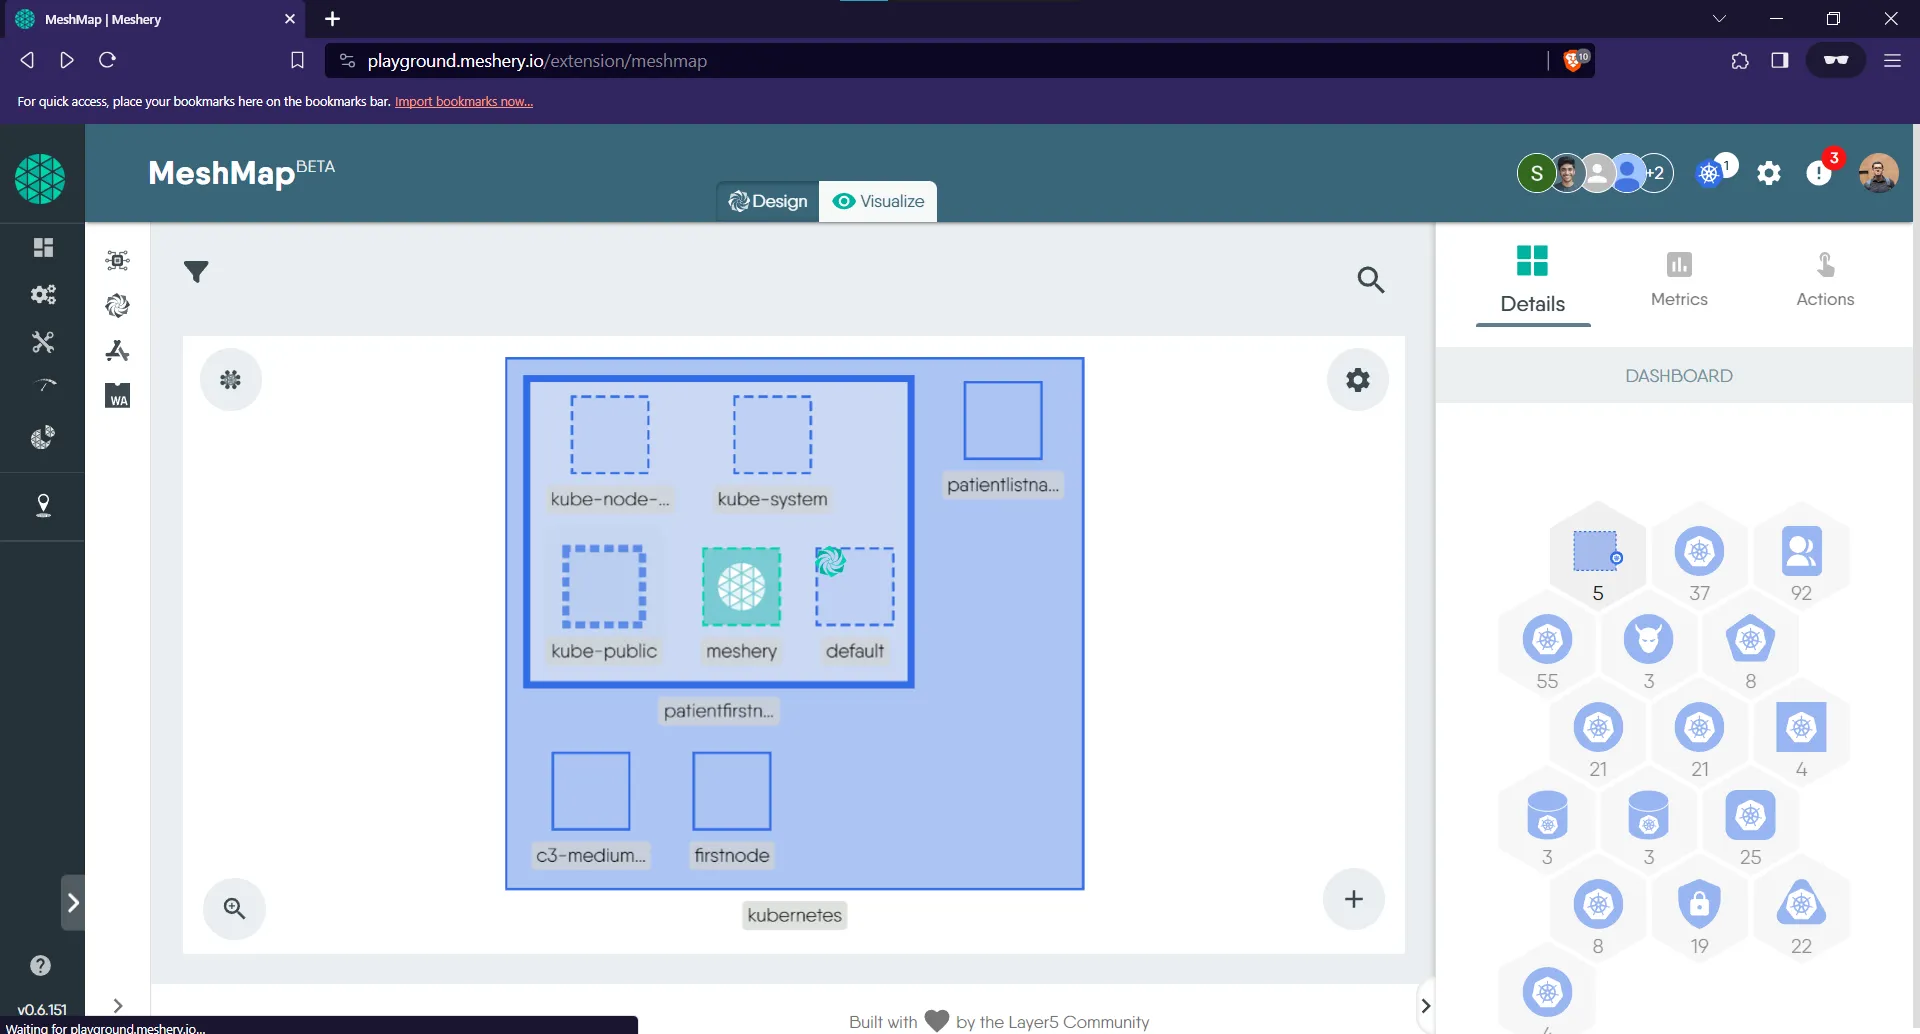 MeshMap | Meshery
playground.meshery.io/extension/meshmap
10
For quick access, place your bookmarks here on the bookmarks bar. Import bookmarks now...
MeshMap BETA
Design
Visualize
S
+2
1
3
WA
Details
Metrics
Actions
DASHBOARD
kube-node-...
kube-system
patientlistna...
kube-public
meshery
default
patientfirstn...
c3-medium...
firstnode
kubernetes
5
37
92
55
3
8
21
21
4
3
3
25
8
19
22
v0.6.151
Waiting for playground.meshery.io...
Built with by the Layer5 Community